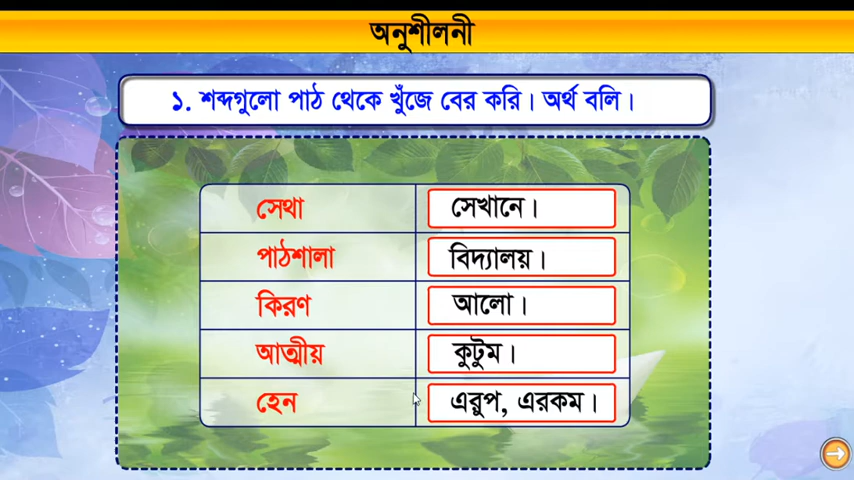 অনুশীলনী
১. শব্দগুলো পাঠ থেকে খুঁজে বের করি। অর্থ বলি।
সেথা সেখানে।
পাঠশালা বিদ্যালয়।
কিরণ আলো।
আত্মীয় কুটুম।
হেন এরুপ, এরকম।